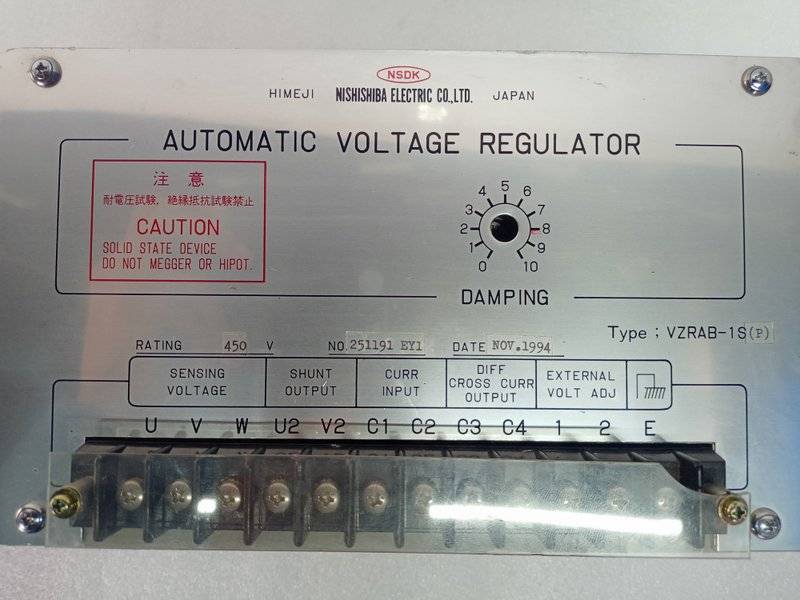 NSDK
HIMEJI NISHISHIBA ELECTRIC CO.,LTD. JAPAN
AUTOMATIC VOLTAGE REGULATOR
注意
耐電圧試験, 絶縁抵抗試験禁止
CAUTION
SOLID STATE DEVICE
DO NOT MEGGER OR HIPOT.
0 1 2 3 4 5 6 7 8 9 10
DAMPING
Type ; VZRAB-1S(P)
RATING 450 V NO. 251191 EY1 DATE NOV.1994
SENSING VOLTAGE
SHUNT OUTPUT
CURR INPUT
DIFF CROSS CURR OUTPUT
EXTERNAL VOLT ADJ
U V W U2 V2 C1 C2 C3 C4 1 2 E